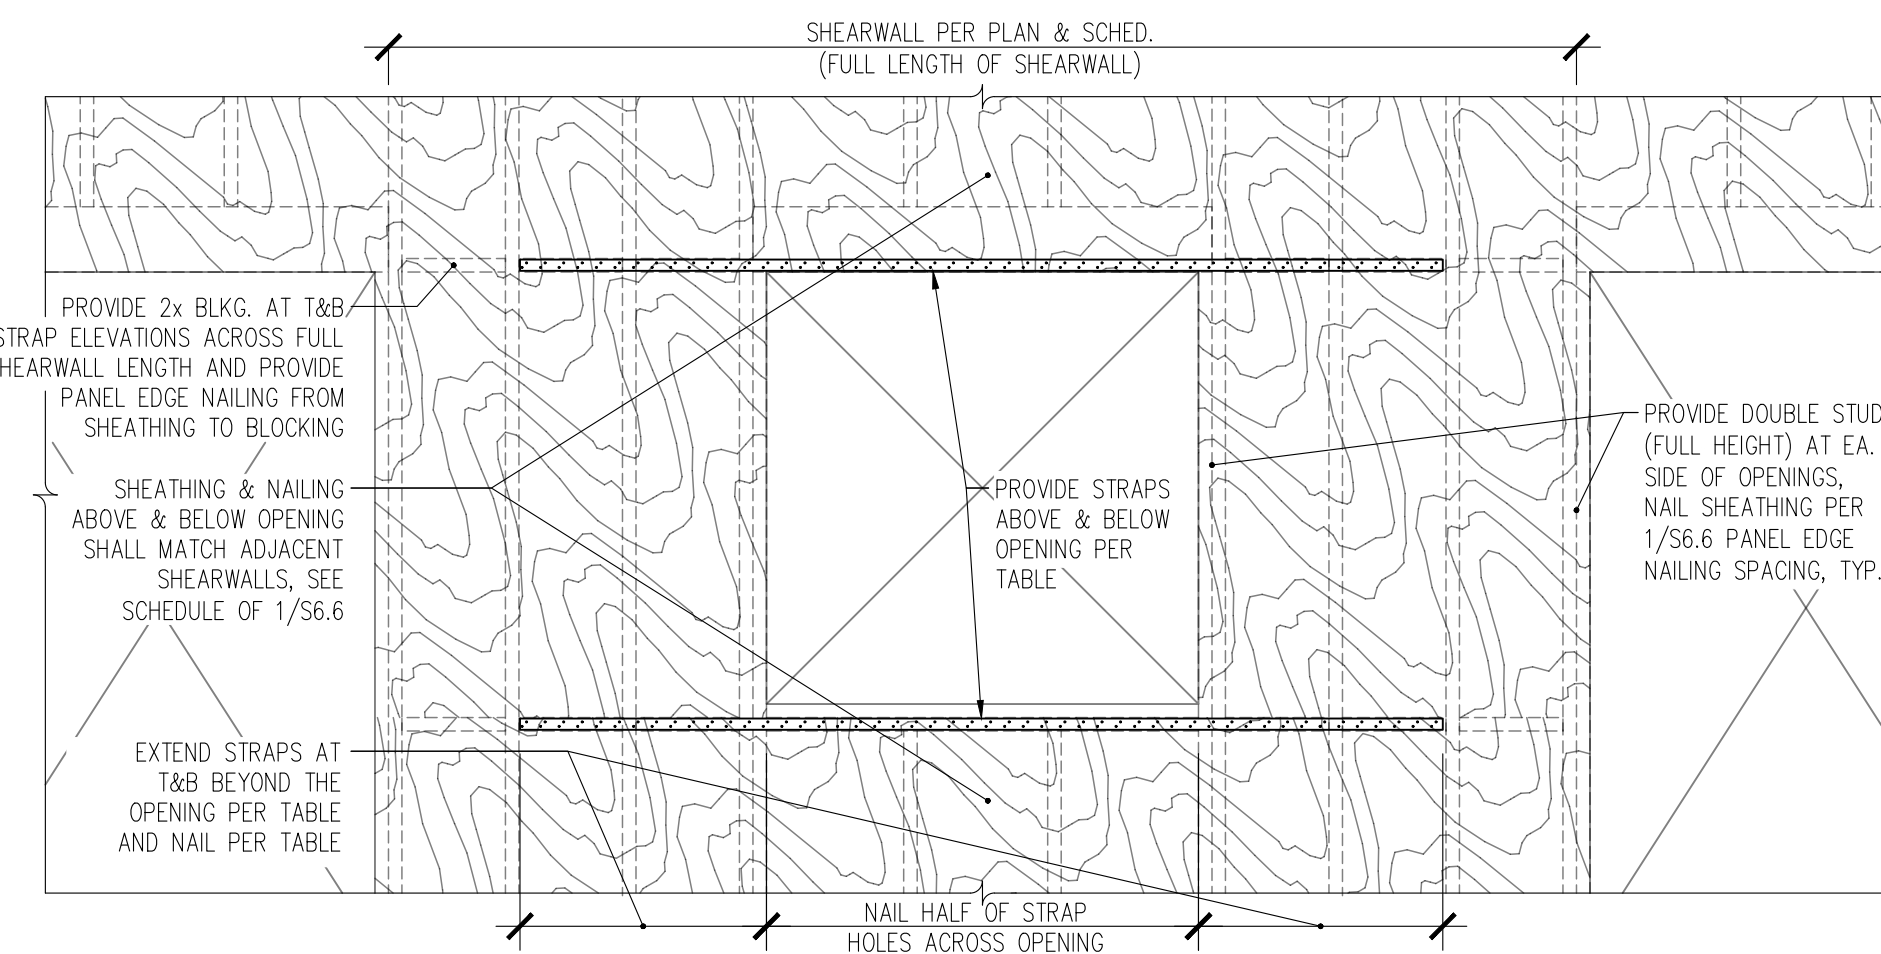 SHEARWALL PER PLAN & SCHED.
(FULL LENGTH OF SHEARWALL)
PROVIDE 2x BLKG. AT T&B
STRAP ELEVATIONS ACROSS FULL
HEARWALL LENGTH AND PROVIDE
PANEL EDGE NAILING FROM
SHEATHING TO BLOCKING
SHEATHING & NAILING
ABOVE & BELOW OPENING
SHALL MATCH ADJACENT
SHEARWALLS, SEE
SCHEDULE OF 1/S6.6
EXTEND STRAPS AT
T&B BEYOND THE
OPENING PER TABLE
AND NAIL PER TABLE
PROVIDE STRAPS
ABOVE & BELOW
OPENING PER
TABLE
PROVIDE DOUBLE STUD
(FULL HEIGHT) AT EA.
SIDE OF OPENINGS,
NAIL SHEATHING PER
1/S6.6 PANEL EDGE
NAILING SPACING, TYP.
NAIL HALF OF STRAP
HOLES ACROSS OPENING